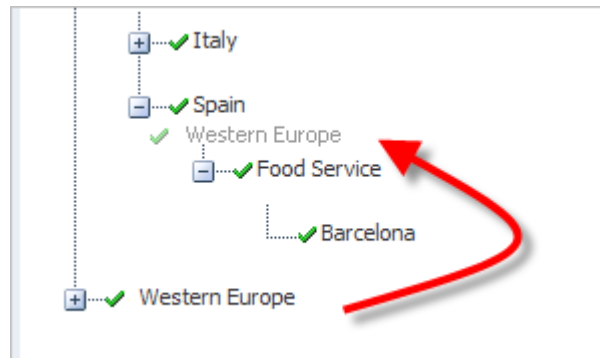 Italy
Spain
Western Europe
Food Service
Barcelona
Western Europe